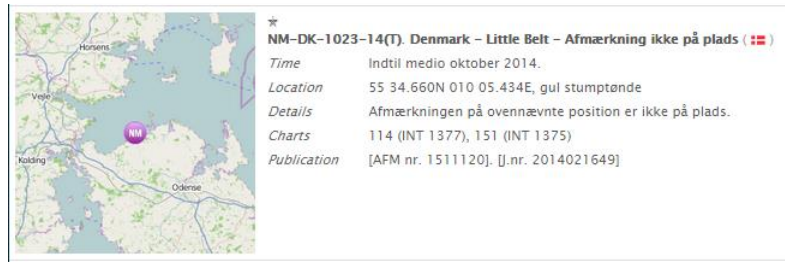 NM-DK-1023-14(T). Denmark - Little Belt - Afmærkning ikke på plads ( )
Time Indtil medio oktober 2014.
Location 55 34.660N 010 05.434E, gul stumptønde
Details Afmærkningen på ovennævnte position er ikke på plads.
Charts 114 (INT 1377), 151 (INT 1375)
Publication [AFM nr. 1511120]. [J.nr. 2014021649]
Horsens
Vejle
NM
Kolding
Odense